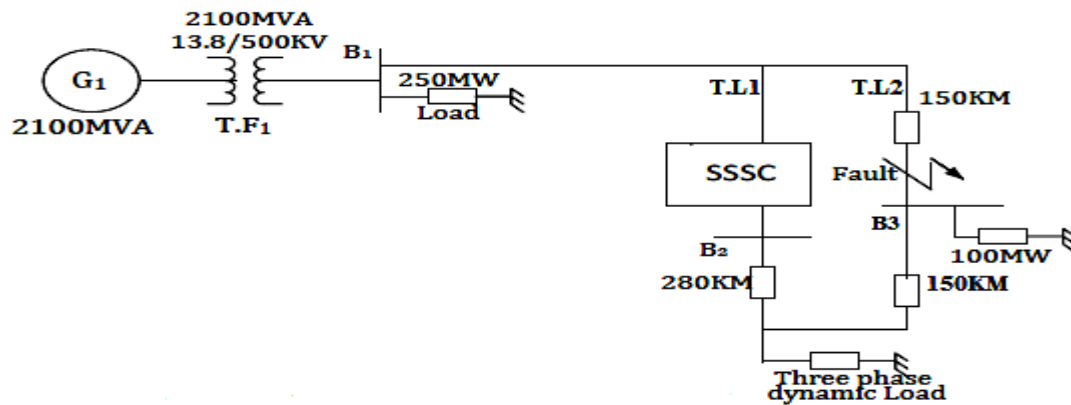 2100MVA
13.8/500KV
G1
2100MVA
T.F1
B1
250MW
Load
T.L1
T.L2
150KM
SSSC
Fault
B3
100MW
B2
280KM
150KM
Three phase
dynamic Load